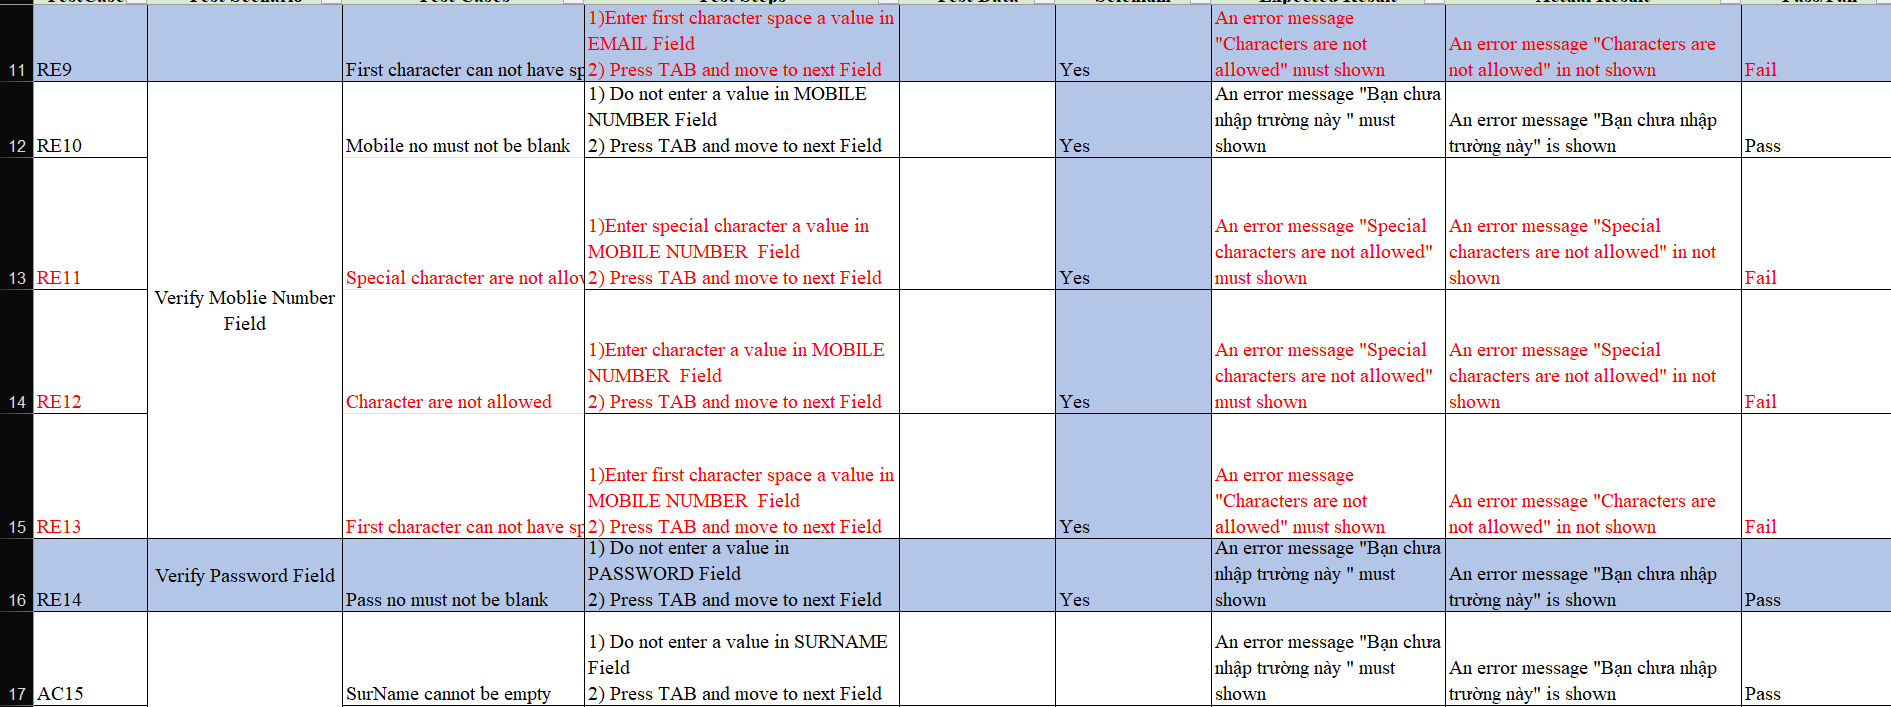 TestCase Test Scenario Test Cases Test Steps Test Data Selenium Expected Result Actual Result Pass/Fail
11
RE9
First character can not have sp
1)Enter first character space a value in
EMAIL Field
2) Press TAB and move to next Field
Yes
An error message
"Characters are not
allowed" must shown
An error message "Characters are
not allowed" in not shown
Fail
12
RE10
Verify Moblie Number
Field
Mobile no must not be blank
1) Do not enter a value in MOBILE
NUMBER Field
2) Press TAB and move to next Field
Yes
An error message "Bạn chưa
nhập trường này " must
shown
An error message "Bạn chưa nhập
trường này" is shown
Pass
13
RE11
Special character are not allow
1)Enter special character a value in
MOBILE NUMBER  Field
2) Press TAB and move to next Field
Yes
An error message "Special
characters are not allowed"
must shown
An error message "Special
characters are not allowed" in not
shown
Fail
14
RE12
Character are not allowed
1)Enter character a value in MOBILE
NUMBER  Field
2) Press TAB and move to next Field
Yes
An error message "Special
characters are not allowed"
must shown
An error message "Special
characters are not allowed" in not
shown
Fail
15
RE13
First character can not have sp
1)Enter first character space a value in
MOBILE NUMBER  Field
2) Press TAB and move to next Field
Yes
An error message
"Characters are not
allowed" must shown
An error message "Characters are
not allowed" in not shown
Fail
16
RE14
Verify Password Field
Pass no must not be blank
1) Do not enter a value in
PASSWORD Field
2) Press TAB and move to next Field
Yes
An error message "Bạn chưa
nhập trường này " must
shown
An error message "Bạn chưa nhập
trường này" is shown
Pass
17
AC15
SurName cannot be empty
1) Do not enter a value in SURNAME
Field
2) Press TAB and move to next Field
An error message "Bạn chưa
nhập trường này " must
shown
An error message "Bạn chưa nhập
trường này" is shown
Pass